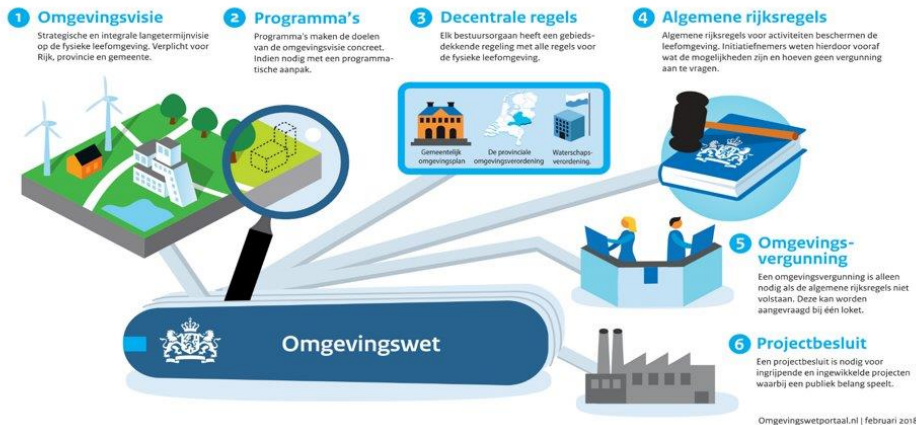 1 Omgevingsvisie
Strategische en integrale langetermijnvisie
op de fysieke leefomgeving. Verplicht voor
Rijk, provincie en gemeente.
2 Programma's
Programma's maken de doelen
van de omgevingsvisie concreet.
Indien nodig met een programma-
tische aanpak.
3 Decentrale regels
Elk bestuursorgaan heeft een gebieds-
dekkende regeling met alle regels voor
de fysieke leefomgeving.
Gemeentelijk
omgevingsplan
De provinciale
omgevingsverordening
Waterschaps-
verordening.
4 Algemene rijksregels
Algemene rijksregels voor activiteiten beschermen de
leefomgeving. Initiatiefnemers weten hierdoor vooraf
wat de mogelijkheden zijn en hoeven geen vergunning
aan te vragen.
5 Omgevings-
vergunning
Een omgevingsvergunning is alleen
nodig als de algemene rijksregels niet
volstaan. Deze kan worden
aangevraagd bij één loket.
6 Projectbesluit
Een projectbesluit is nodig voor
ingrijpende en ingewikkelde projecten
waarbij een publiek belang speelt.
Omgevingswet
Omgevingswetportaal.nl | februari 2018